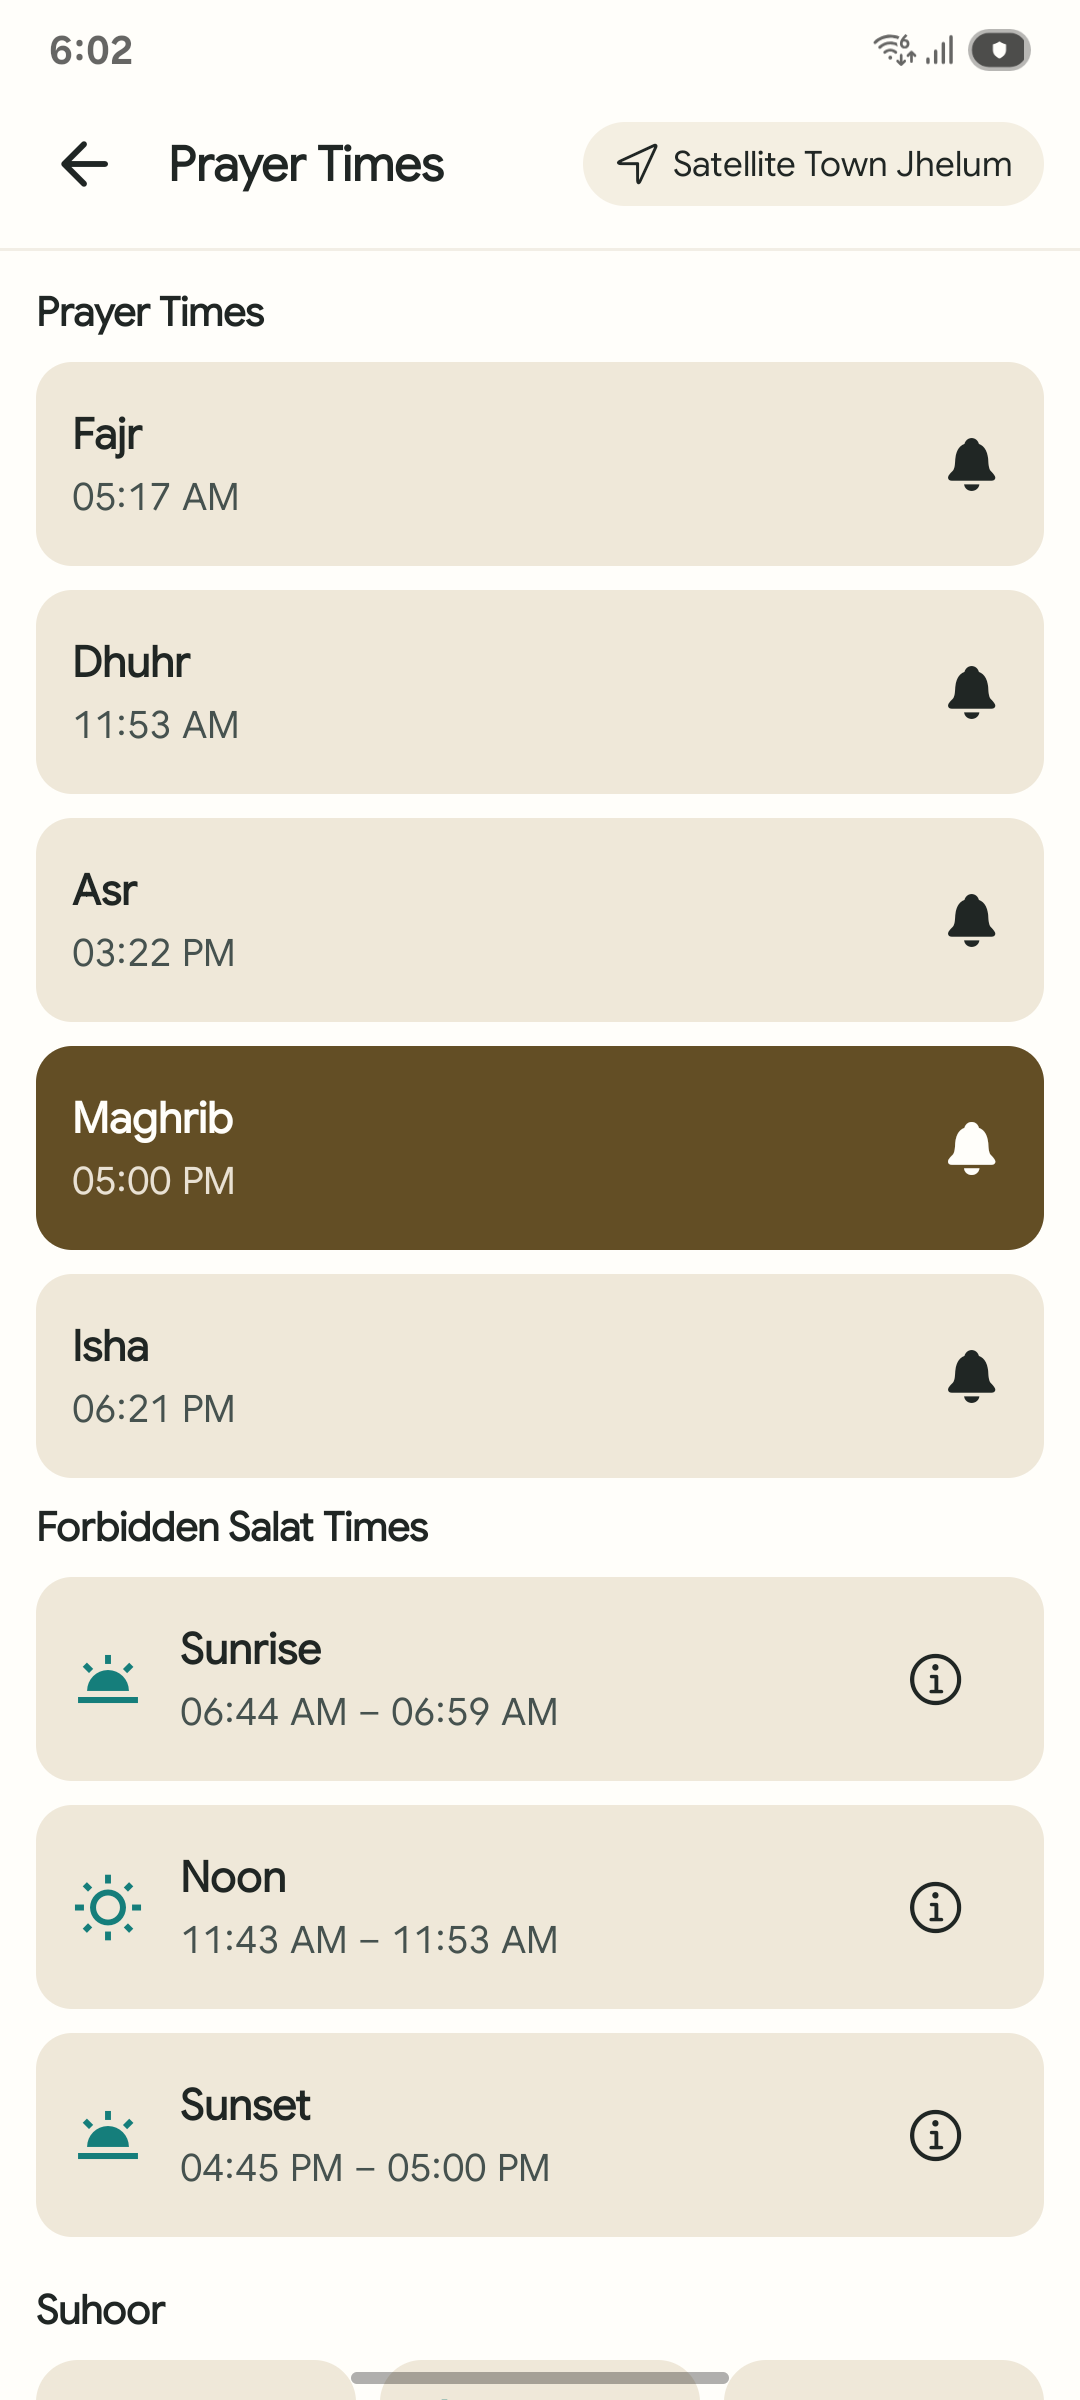 6:02
Prayer Times
Satellite Town Jhelum
Prayer Times
Fajr
05:17 AM
Dhuhr
11:53 AM
Asr
03:22 PM
Maghrib
05:00 PM
Isha
06:21 PM
Forbidden Salat Times
Sunrise
06:44 AM – 06:59 AM
Noon
11:43 AM – 11:53 AM
Sunset
04:45 PM – 05:00 PM
Suhoor